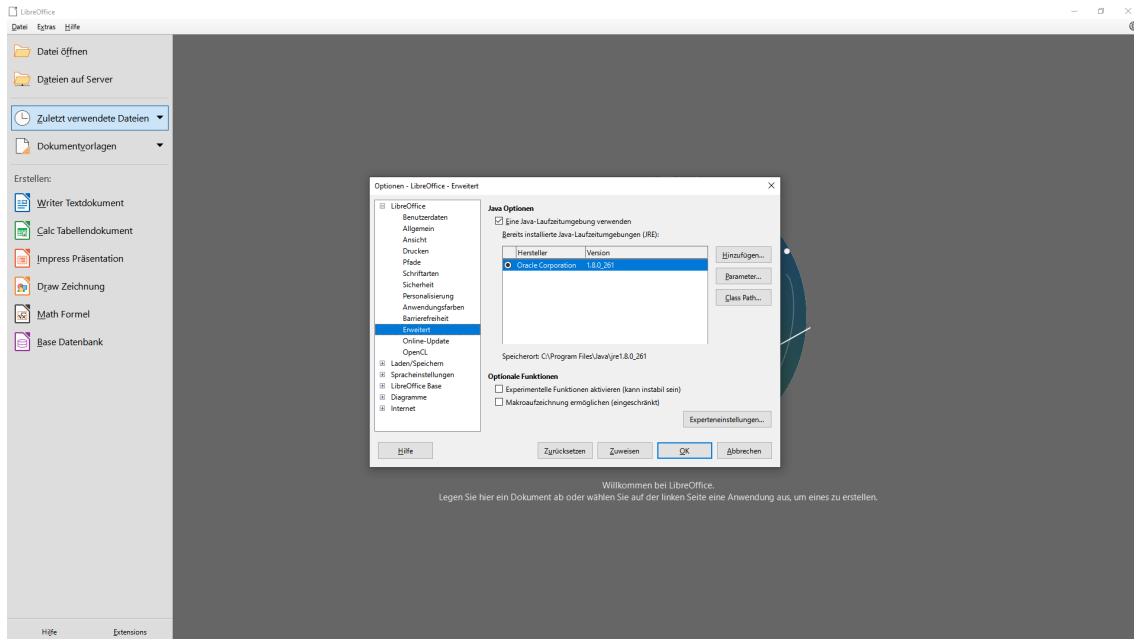 LibreOffice
Datei Extras Hilfe
Datei öffnen
Dateien auf Server
Zuletzt verwendete Dateien
Dokumentvorlagen
Erstellen:
Writer Textdokument
Calc Tabellendokument
Impress Präsentation
Draw Zeichnung
Math Formel
Base Datenbank
Hilfe Extensions
Optionen - LibreOffice - Erweitert
LibreOffice
Benutzerdaten
Allgemein
Ansicht
Drucken
Pfade
Schriftarten
Sicherheit
Personalisierung
Anwendungsfarben
Barrierefreiheit
Erweitert
Online-Update
OpenCL
Laden/Speichern
Spracheinstellungen
LibreOffice Base
Diagramme
Internet
Java Optionen
Eine Java-Laufzeitumgebung verwenden
Bereits installierte Java-Laufzeitumgebungen (JRE):
Hersteller Version
Oracle Corporation 1.8.0_261
Hinzufügen...
Parameter...
Class Path...
Speicherort: C:\Program Files\Java\jre1.8.0_261
Optionale Funktionen
Experimentelle Funktionen aktivieren (kann instabil sein)
Makroaufzeichnung ermöglichen (eingeschränkt)
Experteneinstellungen...
Hilfe Zurücksetzen Zuweisen OK Abbrechen
Willkommen bei LibreOffice.
Legen Sie hier ein Dokument ab oder wählen Sie auf der linken Seite eine Anwendung aus, um eines zu erstellen.